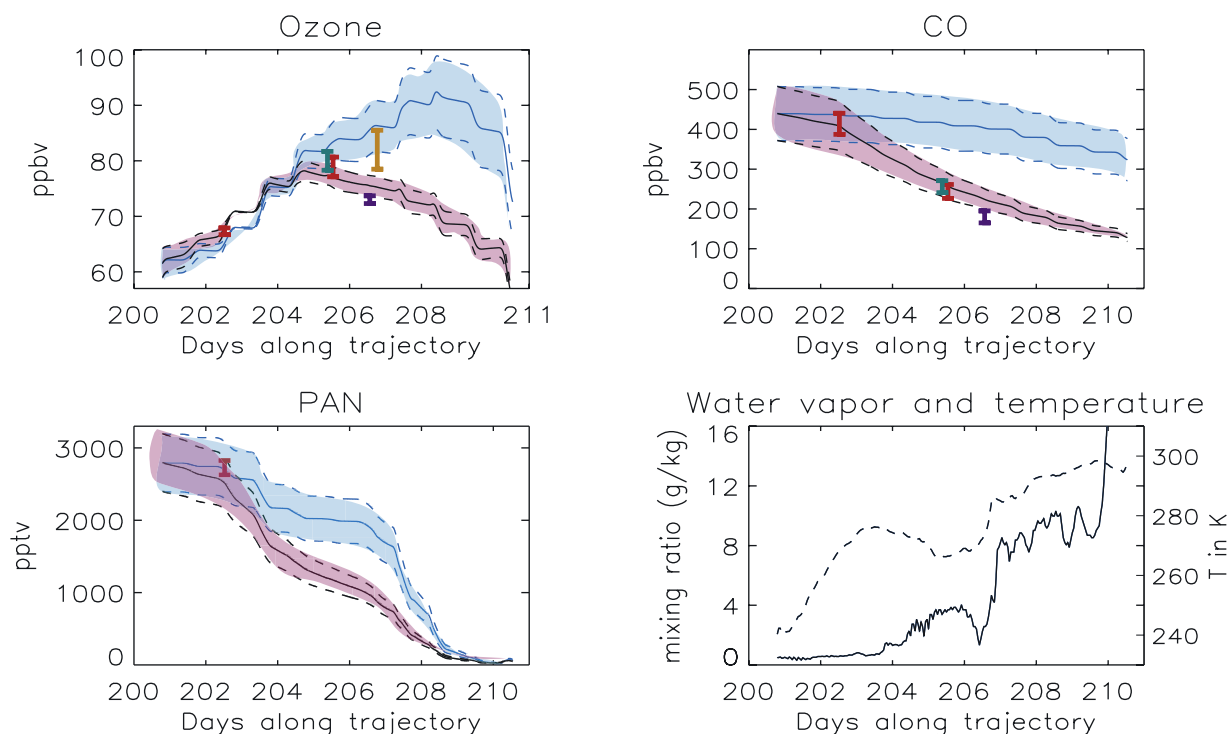 Ozone
100
90
80
70
60
ppbv
200 202 204 206 208 211
Days along trajectory
CO
500
400
300
200
100
0
ppbv
200 202 204 206 208 210
Days along trajectory
PAN
3000
2000
1000
0
pptv
200 202 204 206 208 210
Days along trajectory
Water vapor and temperature
16
12
8
4
0
mixing ratio (g/kg)
300
280
260
240
T in K
200 202 204 206 208 210
Days along trajectory